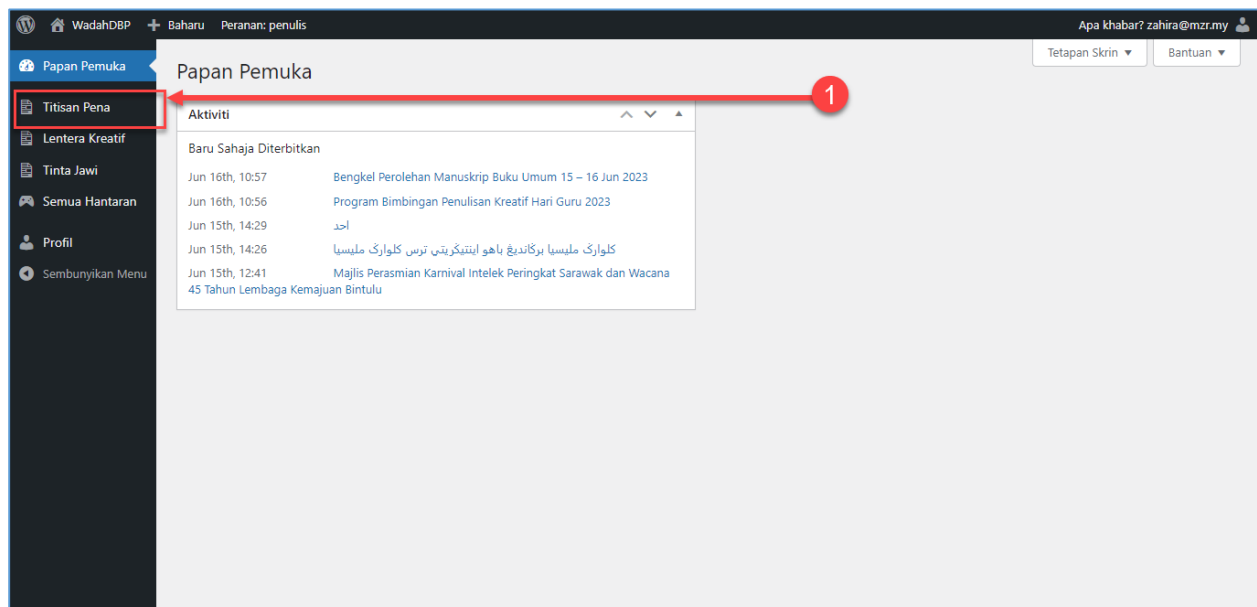 WadahDBP + Baharu Peranan: penulis Apa khabar? zahira@mzr.my
Tetapan Skrin ▼ Bantuan ▼
Papan Pemuka
Titisan Pena
Lentera Kreatif
Tinta Jawi
Semua Hantaran
Profil
Sembunyikan Menu
Papan Pemuka
1
Aktiviti
Baru Sahaja Diterbitkan
Jun 16th, 10:57 Bengkel Perolehan Manuskrip Buku Umum 15 – 16 Jun 2023
Jun 16th, 10:56 Program Bimbingan Penulisan Kreatif Hari Guru 2023
Jun 15th, 14:29 احد
Jun 15th, 14:26 کلوارݢ مليسيا برݢانديڠ باهو اينتيݢريتي ترس کلوارݢ مليسيا
Jun 15th, 12:41 Majlis Perasmian Karnival Intelek Peringkat Sarawak dan Wacana
45 Tahun Lembaga Kemajuan Bintulu